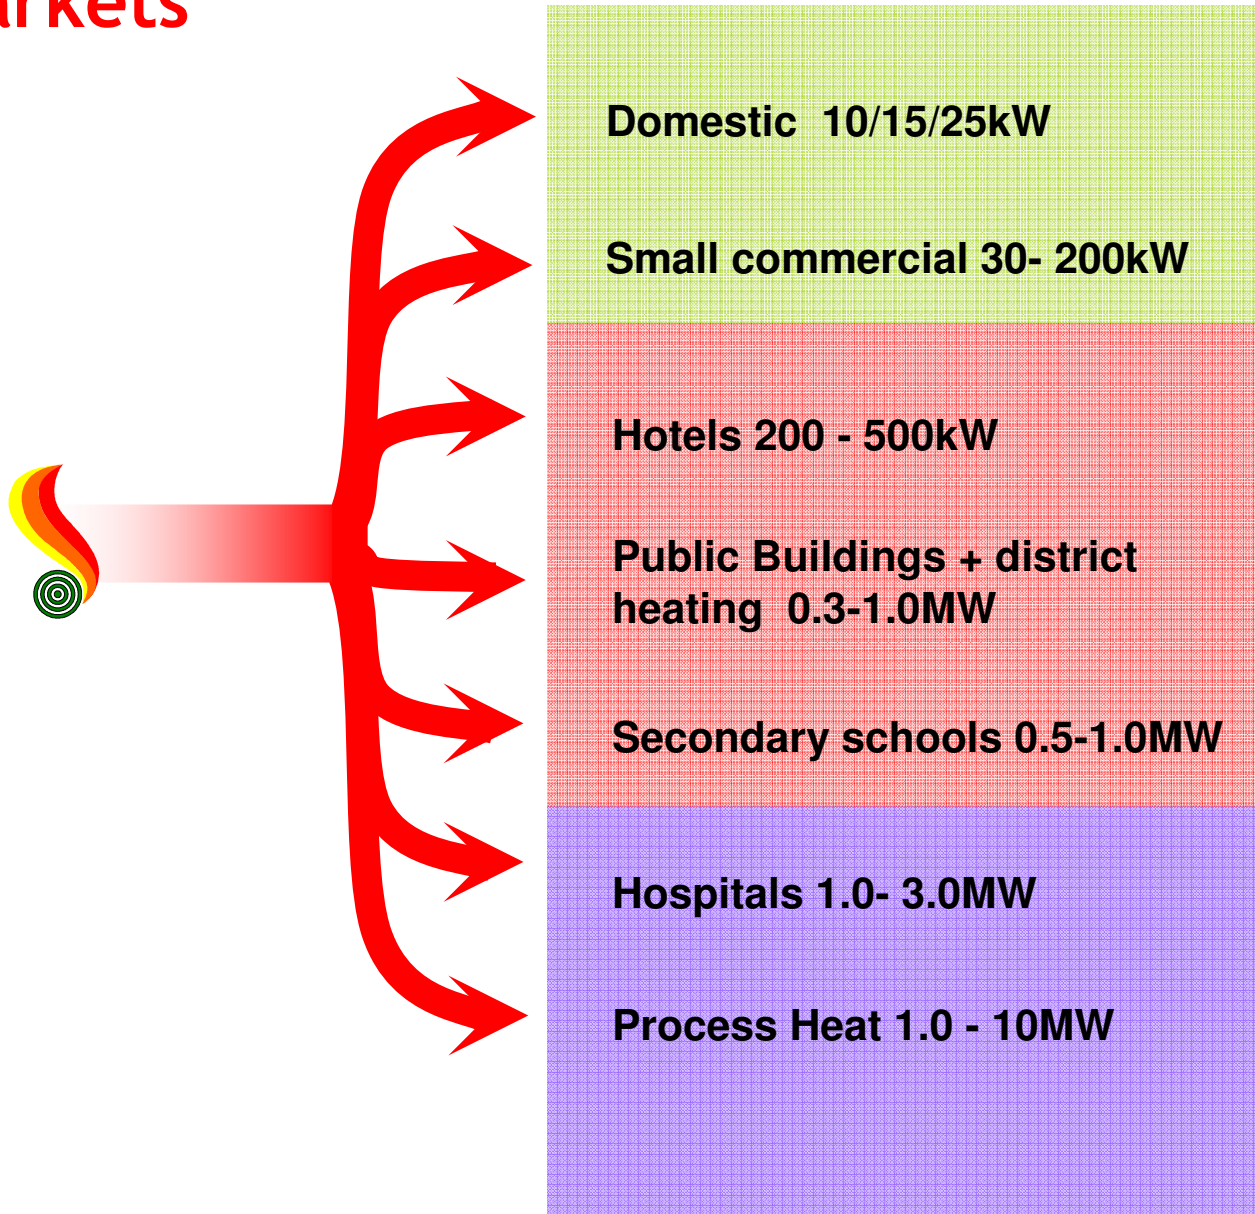 Domestic  10/15/25kW
Small commercial 30- 200kW
Hotels 200 - 500kW
Public Buildings + district
heating  0.3-1.0MW
Secondary schools 0.5-1.0MW
Hospitals 1.0- 3.0MW
Process Heat 1.0 - 10MW